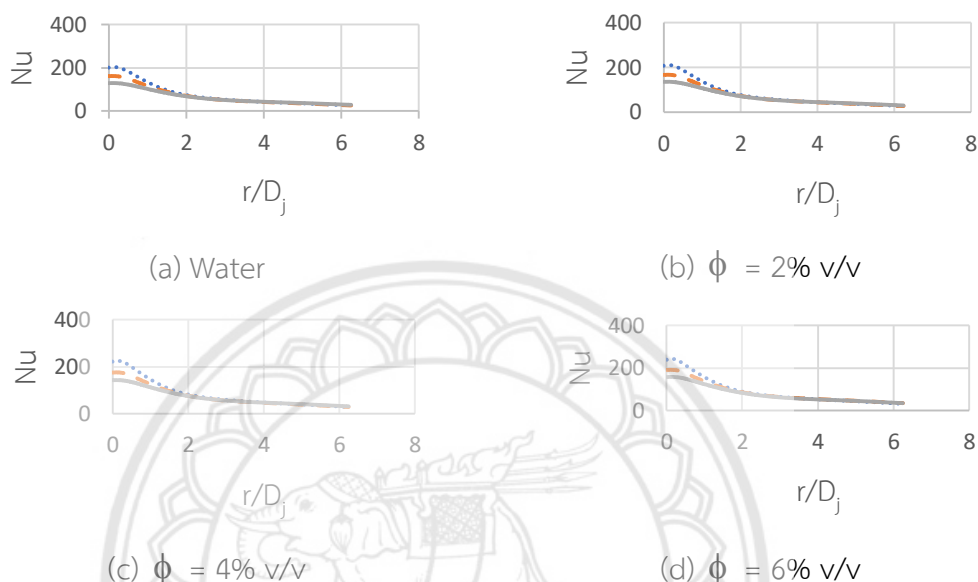 400
Nu
200
0
0 2 4 6 8
r/Dj
(a) Water
400
Nu
200
0
0 2 4 6 8
r/Dj
(b) ϕ = 2% v/v
400
Nu
200
0
0 2 4 6 8
r/Dj
(c) ϕ = 4% v/v
400
Nu
200
0
0 2 4 6 8
r/Dj
(d) ϕ = 6% v/v